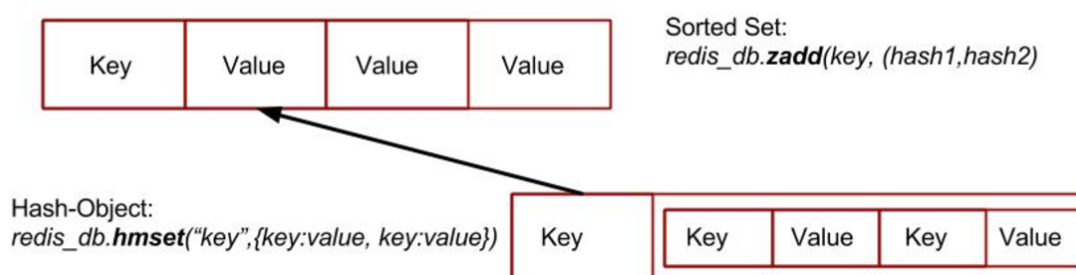 Sorted Set:
redis_db.zadd(key, (hash1,hash2)
Key Value Value Value
Hash-Object:
redis_db.hmset(“key”,{key:value, key:value})
Key Key Value Key Value